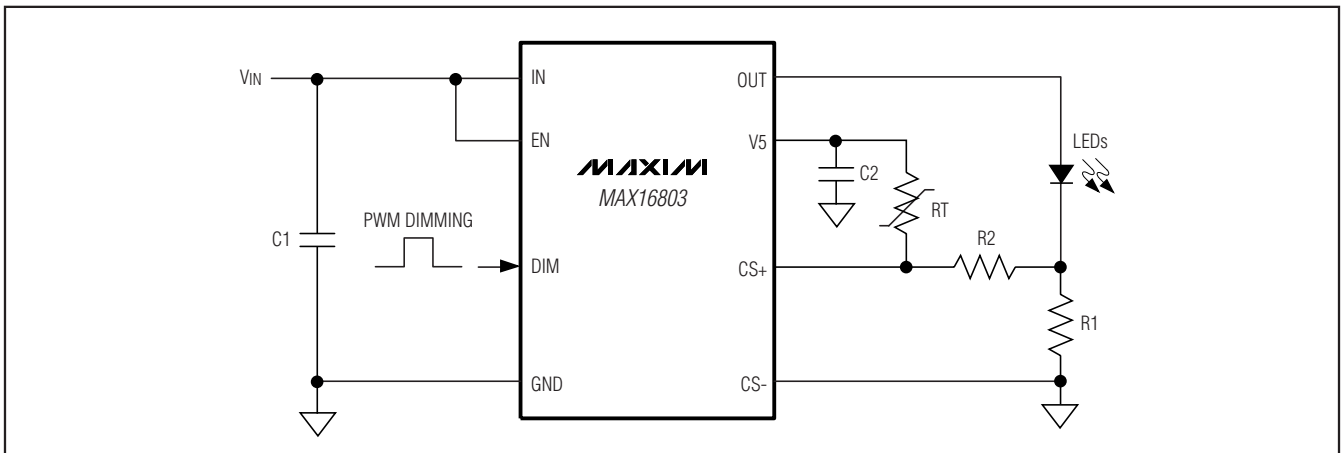 VIN
IN
OUT
EN
V5
LEDs
C2
MAXIM
MAX16803
RT
PWM DIMMING
C1
R2
DIM
CS+
R1
GND
CS-